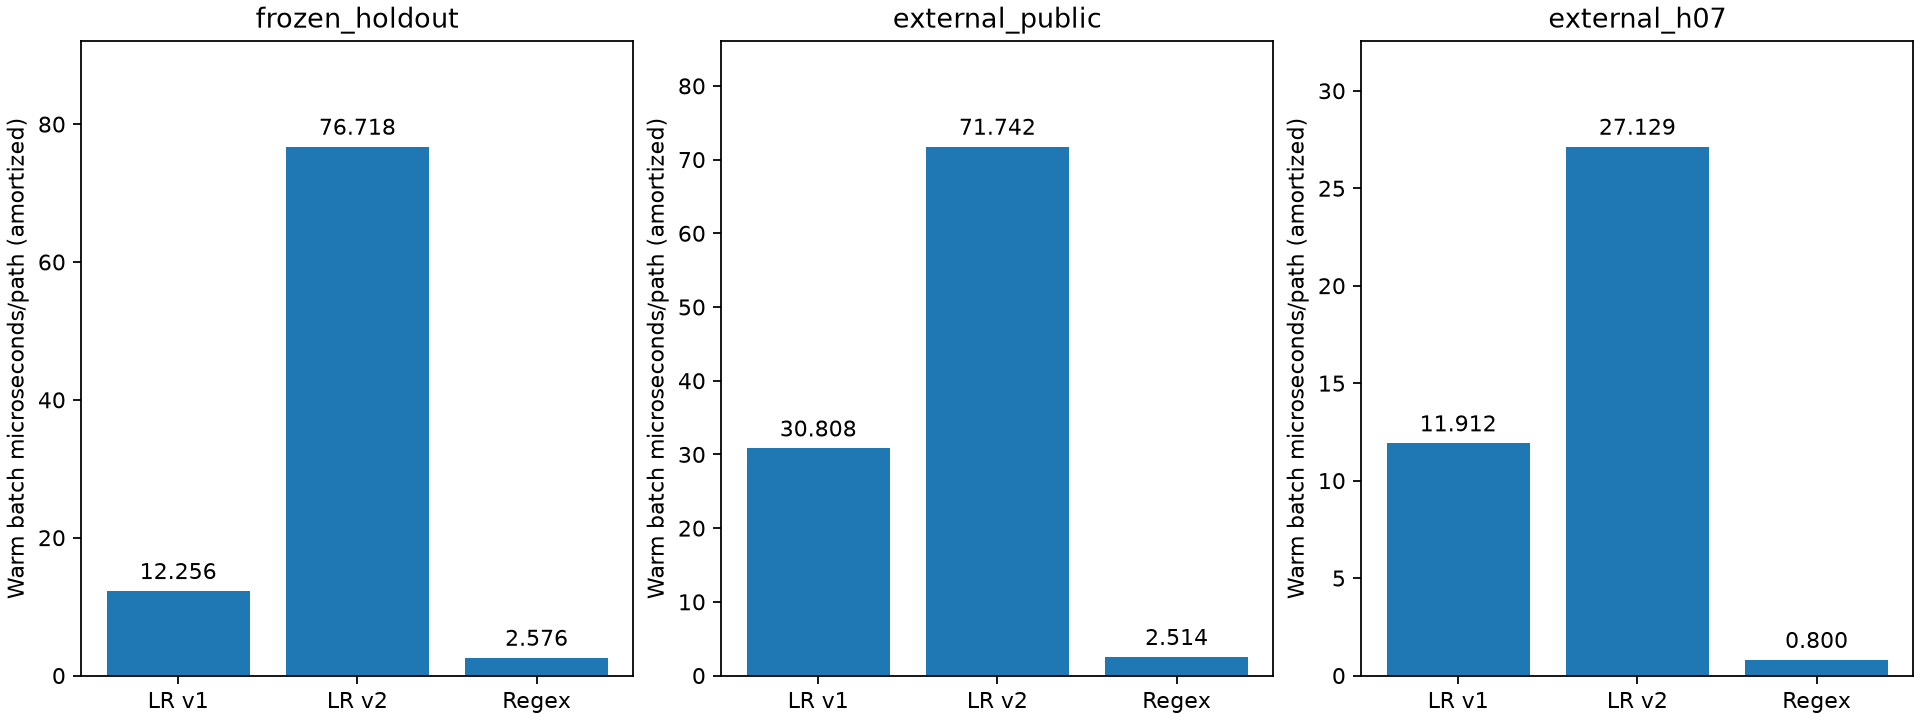 frozen_holdout
Warm batch microseconds/path (amortized)
80
60
40
20
0
12.256
76.718
2.576
LR v1
LR v2
Regex
external_public
Warm batch microseconds/path (amortized)
80
70
60
50
40
30
20
10
0
30.808
71.742
2.514
LR v1
LR v2
Regex
external_h07
Warm batch microseconds/path (amortized)
30
25
20
15
10
5
0
11.912
27.129
0.800
LR v1
LR v2
Regex